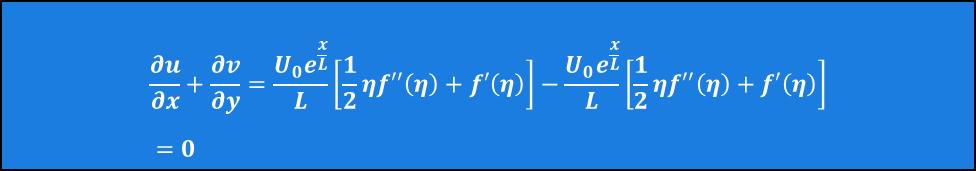 ∂u/∂x + ∂v/∂y = U₀e^(x/L)/L [1/2 ηf′′(η) + f′(η)] − U₀e^(x/L)/L [1/2 ηf′′(η) + f′(η)]
= 0